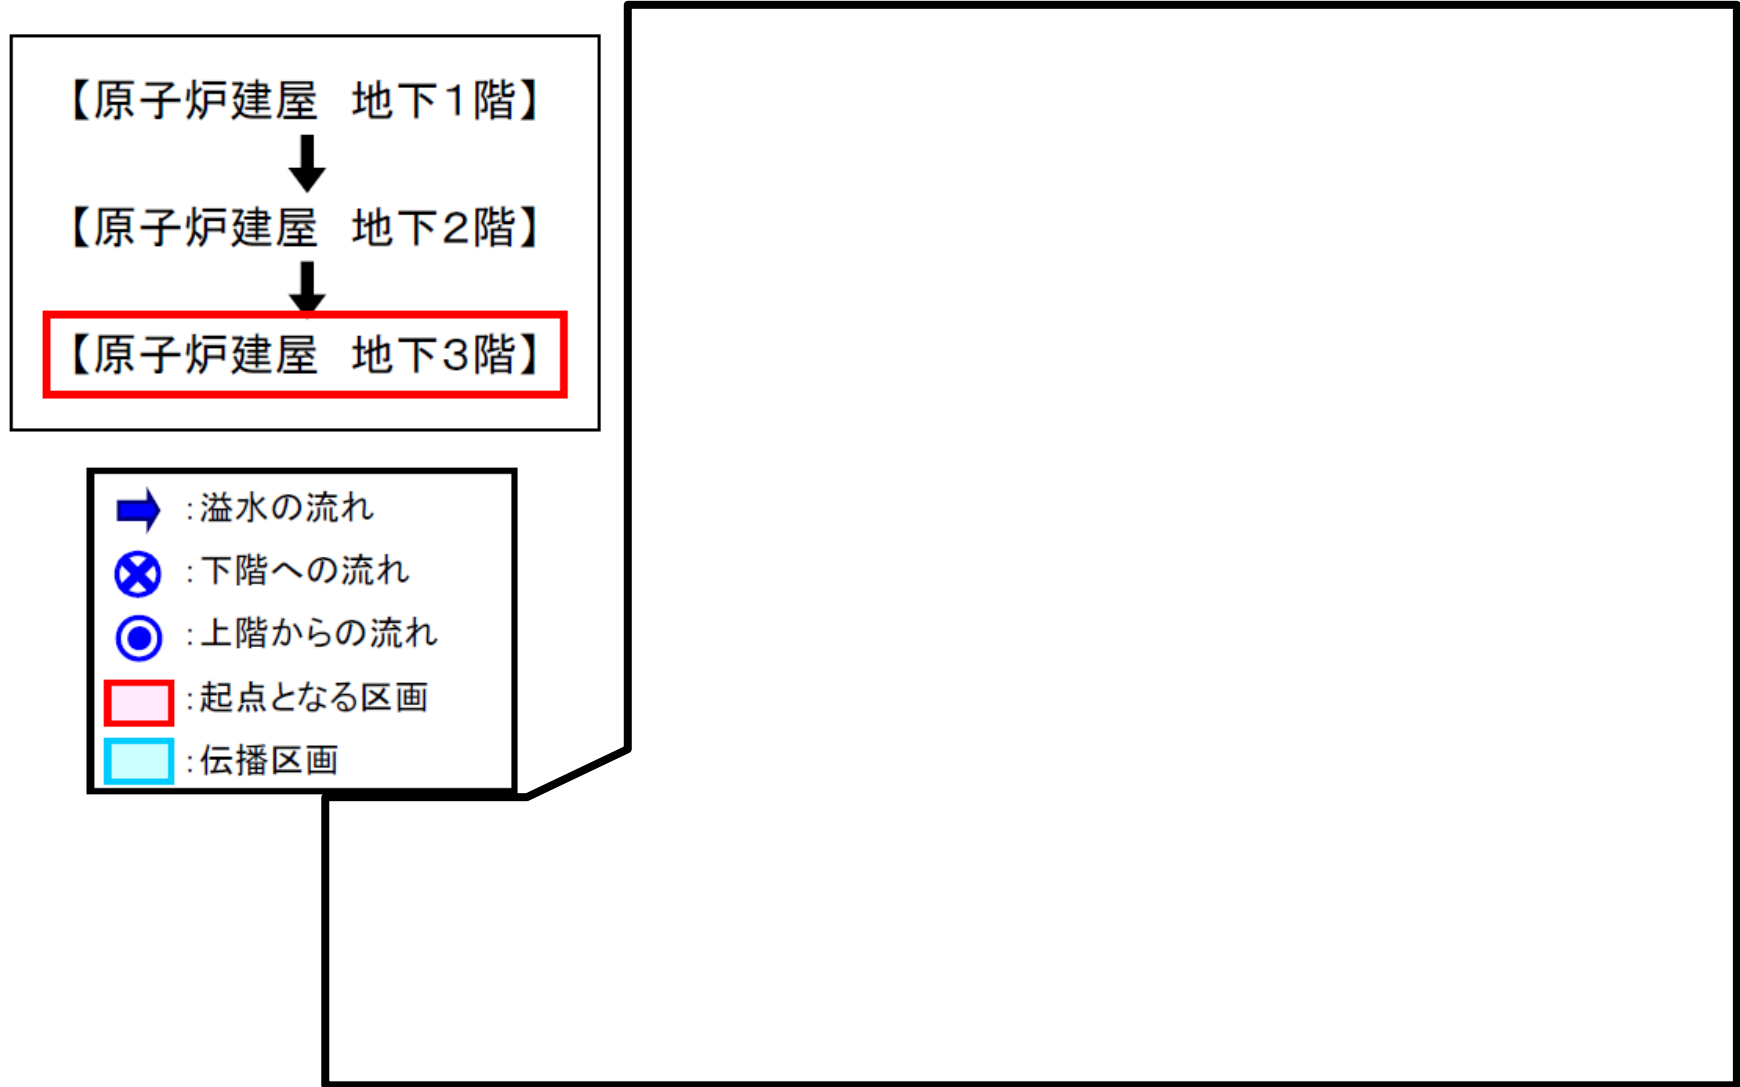 【原子炉建屋　地下1階】
【原子炉建屋　地下2階】
【原子炉建屋　地下3階】
:溢水の流れ
:下階への流れ
:上階からの流れ
:起点となる区画
:伝播区画